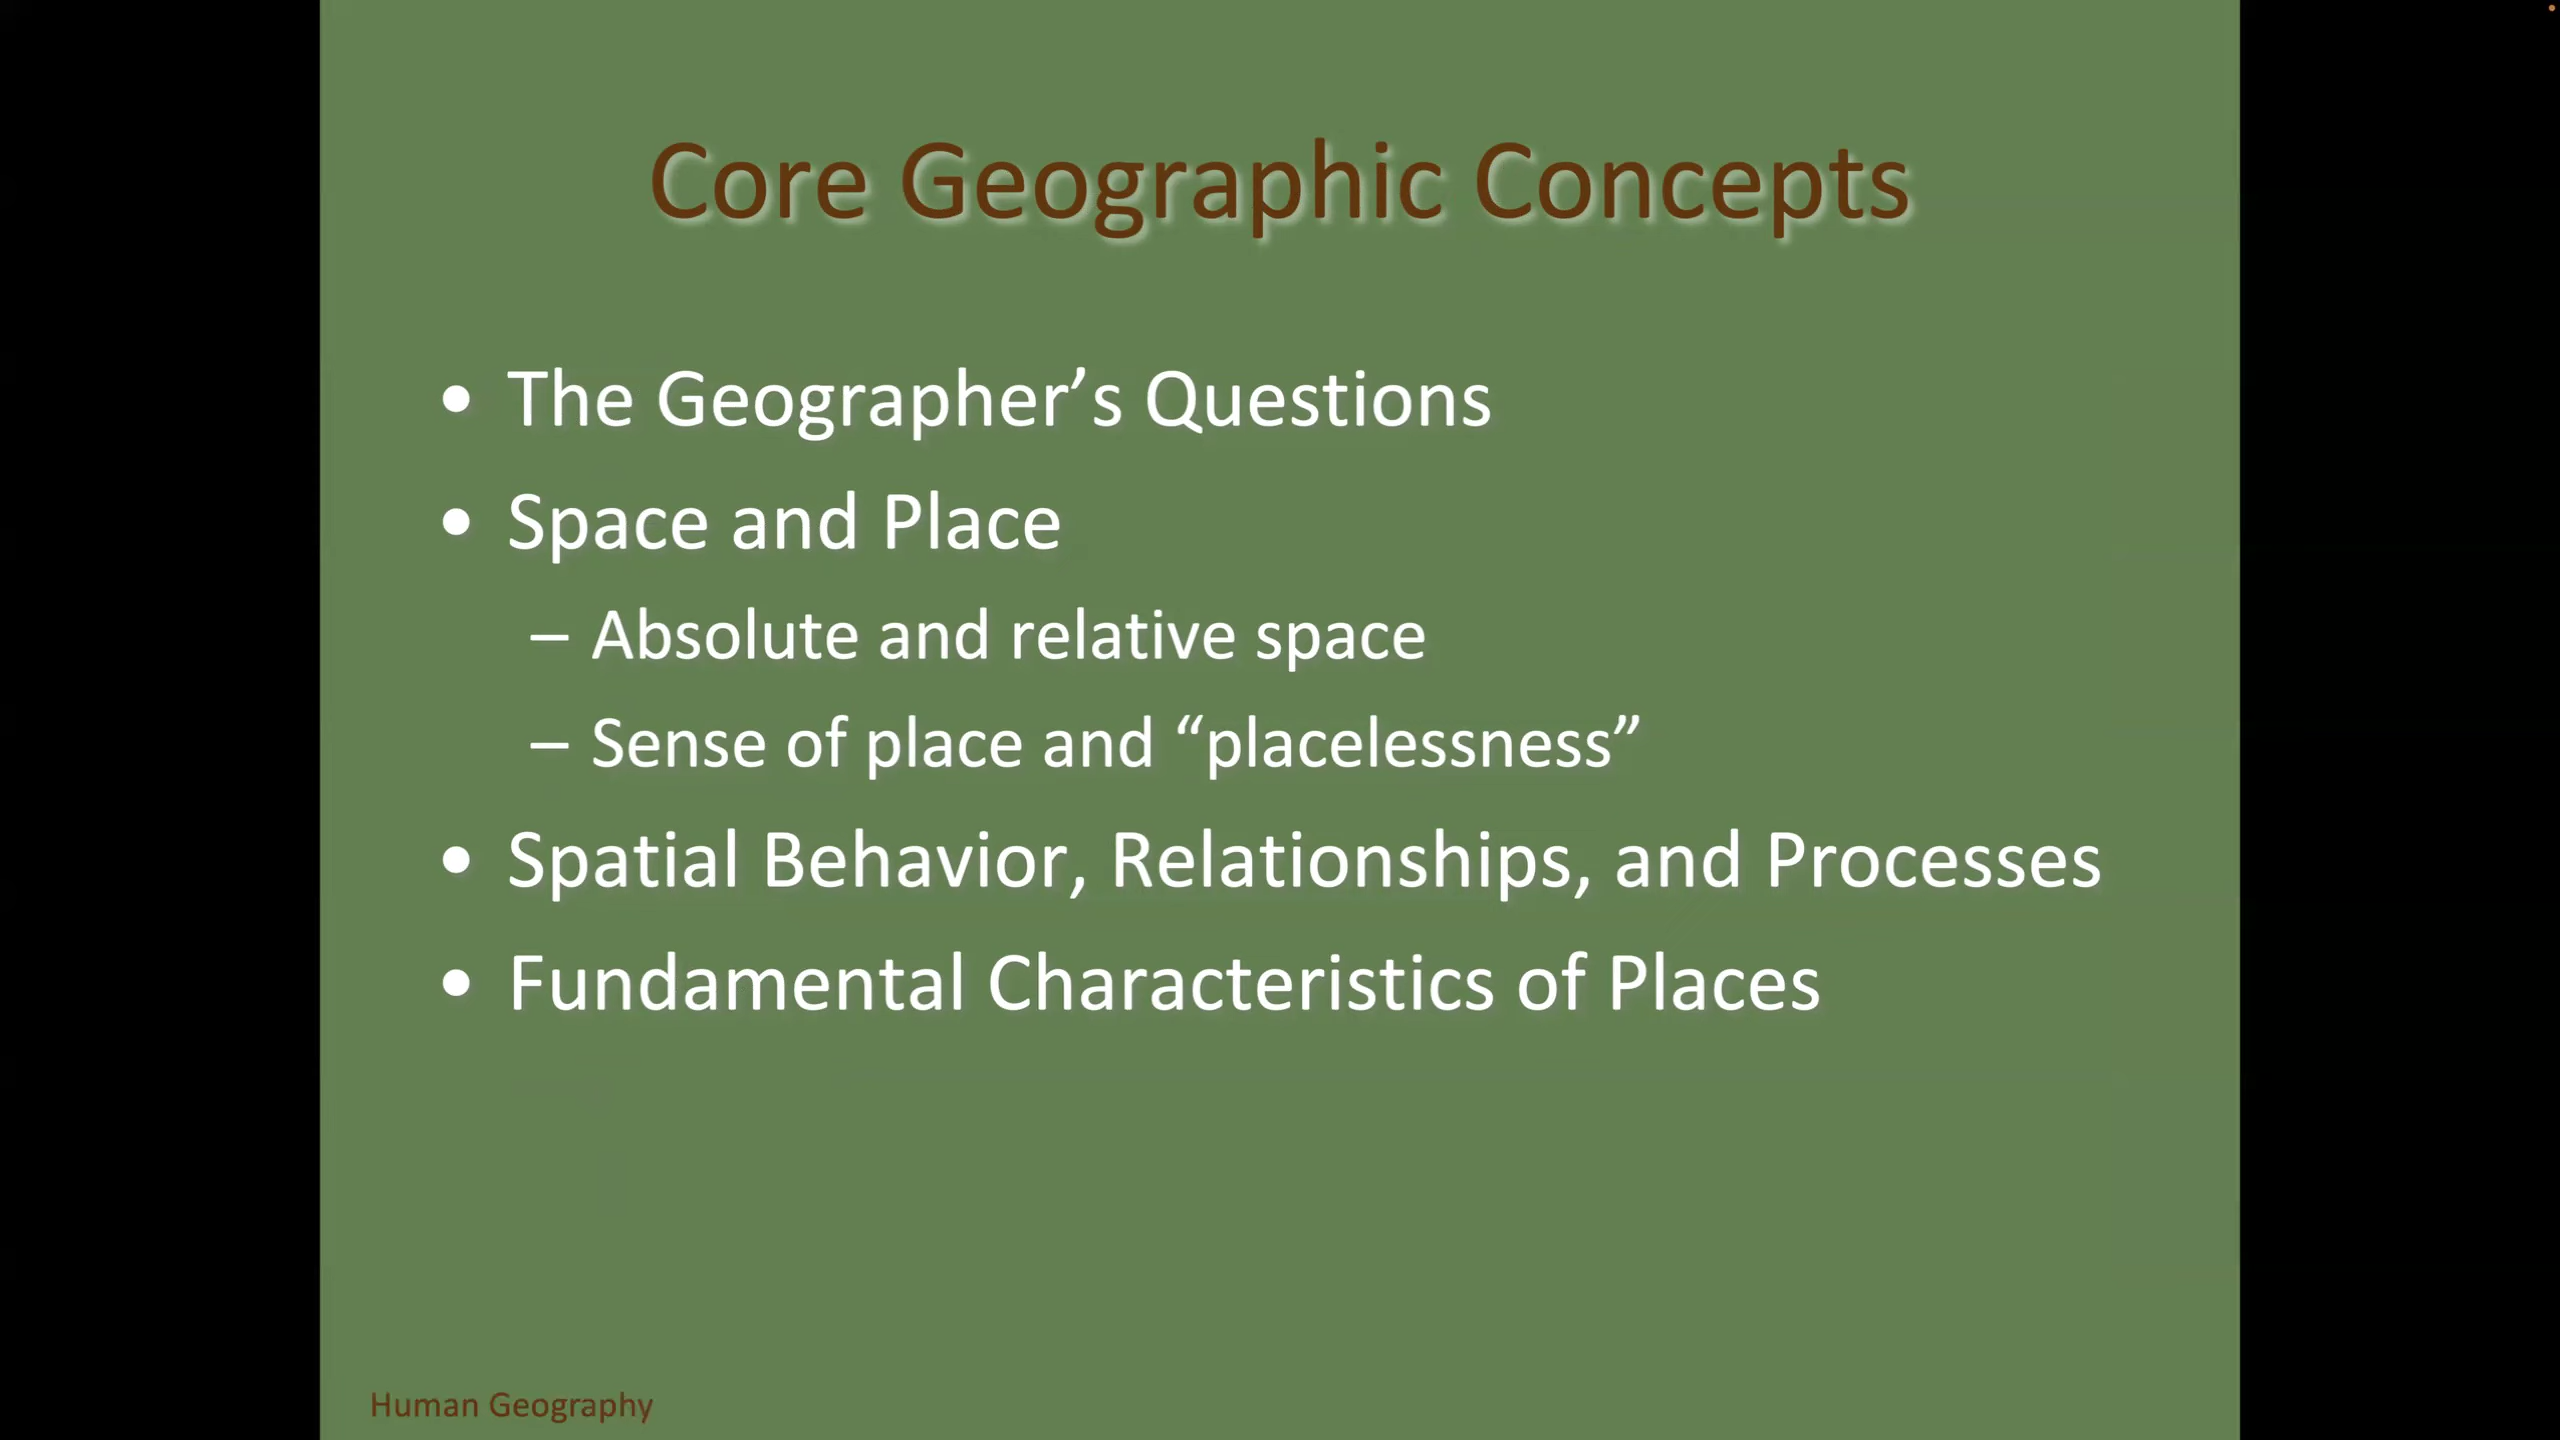 Core Geographic Concepts
• The Geographer’s Questions
• Space and Place
– Absolute and relative space
– Sense of place and “placelessness”
• Spatial Behavior, Relationships, and Processes
• Fundamental Characteristics of Places
Human Geography